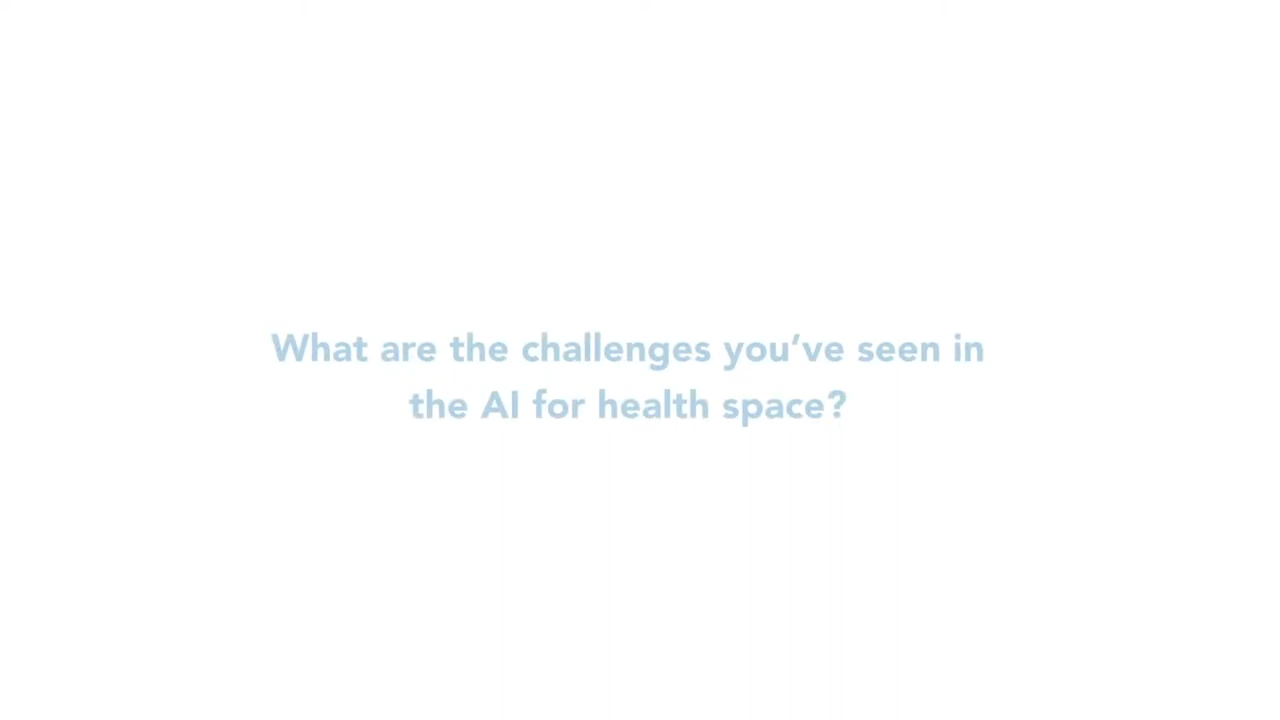 What are the challenges you’ve seen in
the AI for health space?